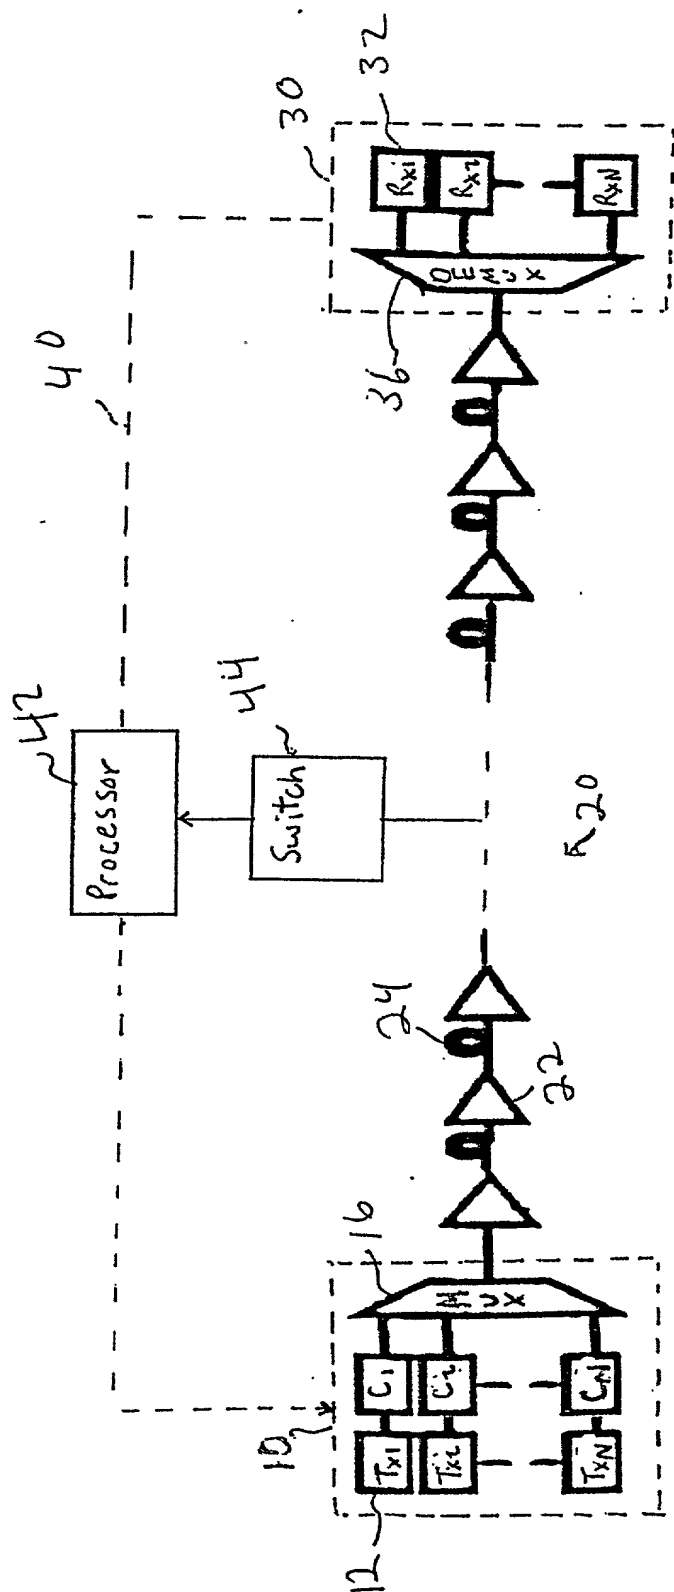 40
42
Processor
44
Switch
10
12
Tx1
Tx2
TxN
C1
C2
CN
MUX
16
22
24
20
36
DEMUX
30
32
Rx1
Rx2
RxN